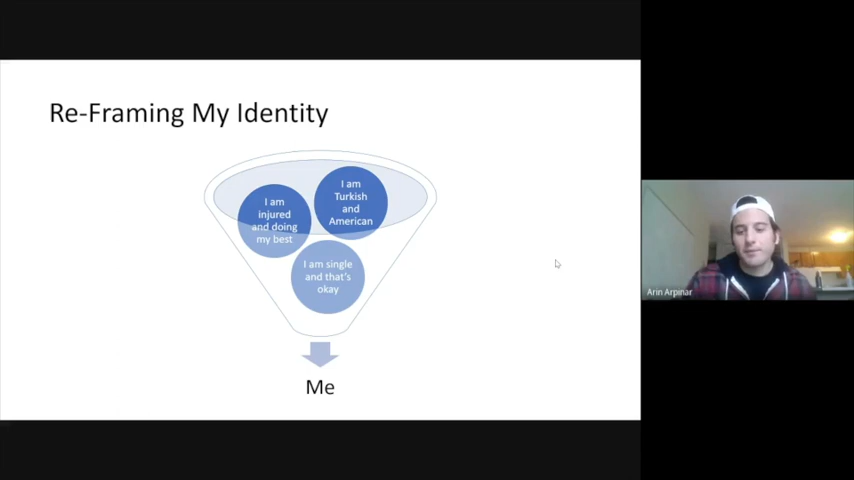 Re-Framing My Identity
I am
injured
and doing
my best
I am
Turkish
and
American
I am single
and that's
okay
Me
Arin Arpinar